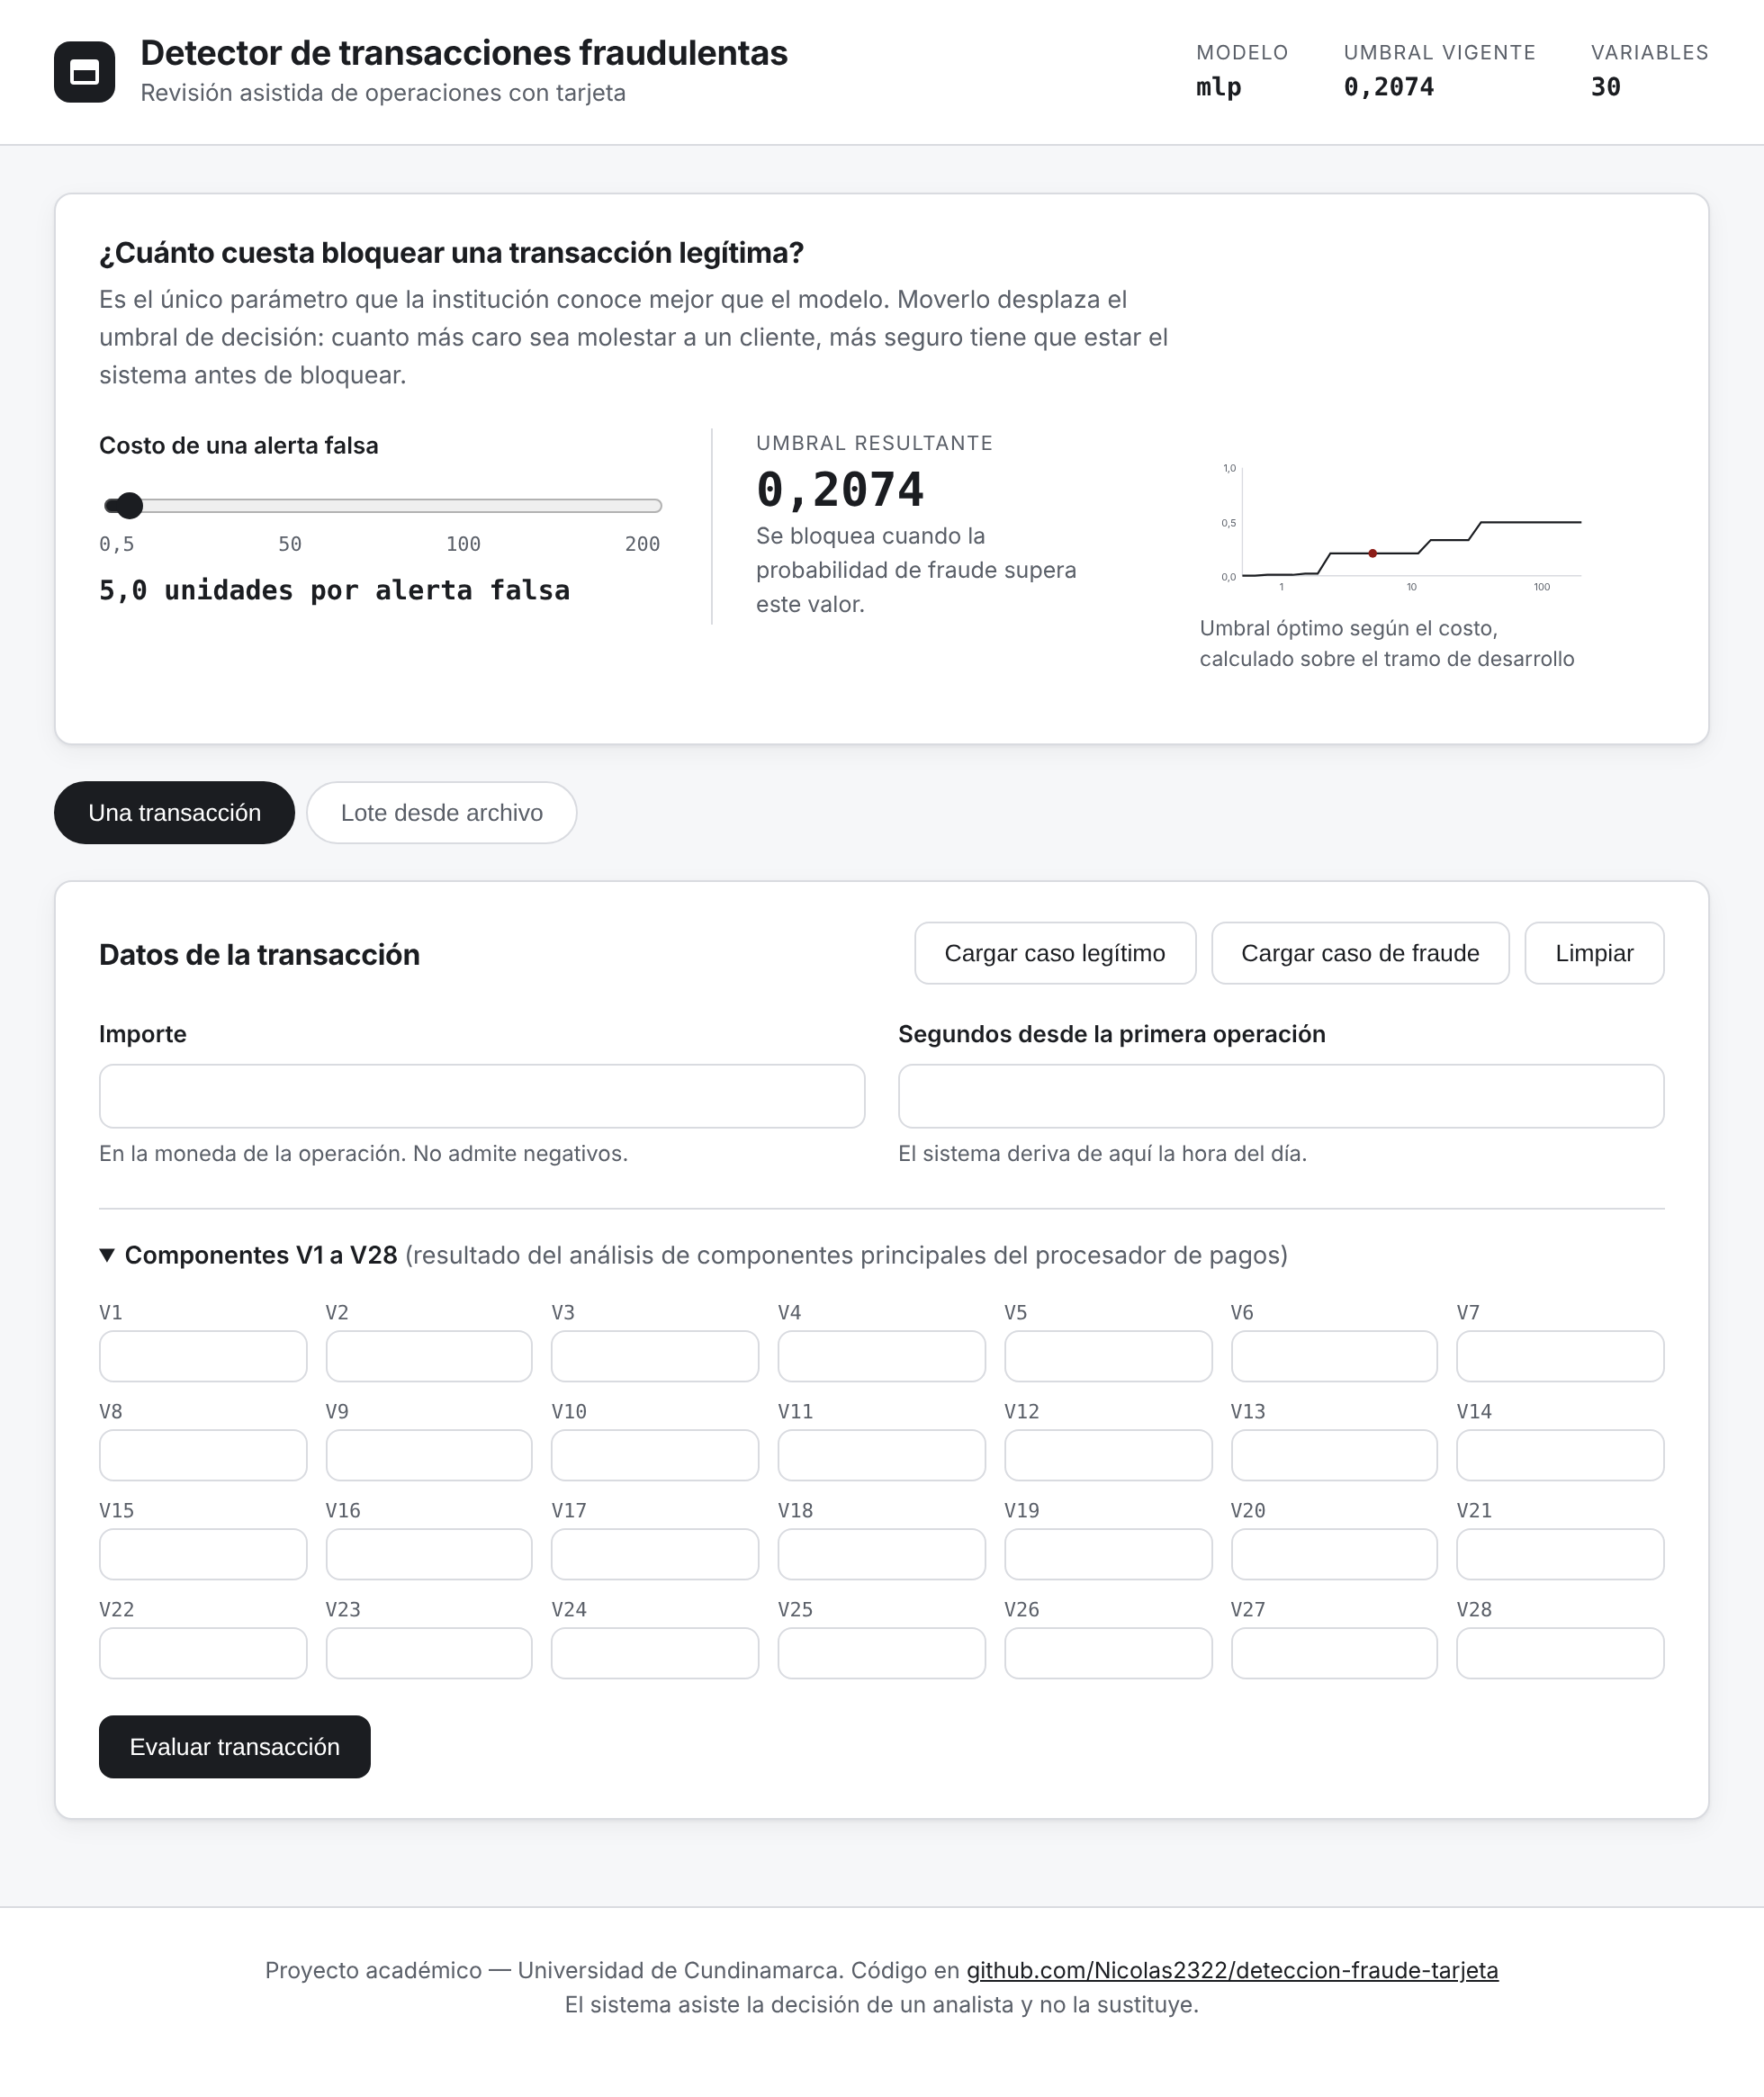 Detector de transacciones fraudulentas
Revisión asistida de operaciones con tarjeta
MODELO
mlp
UMBRAL VIGENTE
0,2074
VARIABLES
30
¿Cuánto cuesta bloquear una transacción legítima?
Es el único parámetro que la institución conoce mejor que el modelo. Moverlo desplaza el
umbral de decisión: cuanto más caro sea molestar a un cliente, más seguro tiene que estar el
sistema antes de bloquear.
Costo de una alerta falsa
0,5 50 100 200
5,0 unidades por alerta falsa
UMBRAL RESULTANTE
0,2074
Se bloquea cuando la
probabilidad de fraude supera
este valor.
1,0
0,5
0,0
1 10 100
Umbral óptimo según el costo,
calculado sobre el tramo de desarrollo
Una transacción Lote desde archivo
Datos de la transacción
Cargar caso legítimo Cargar caso de fraude Limpiar
Importe
En la moneda de la operación. No admite negativos.
Segundos desde la primera operación
El sistema deriva de aquí la hora del día.
▼ Componentes V1 a V28 (resultado del análisis de componentes principales del procesador de pagos)
V1 V2 V3 V4 V5 V6 V7
V8 V9 V10 V11 V12 V13 V14
V15 V16 V17 V18 V19 V20 V21
V22 V23 V24 V25 V26 V27 V28
Evaluar transacción
Proyecto académico — Universidad de Cundinamarca. Código en github.com/Nicolas2322/deteccion-fraude-tarjeta
El sistema asiste la decisión de un analista y no la sustituye.